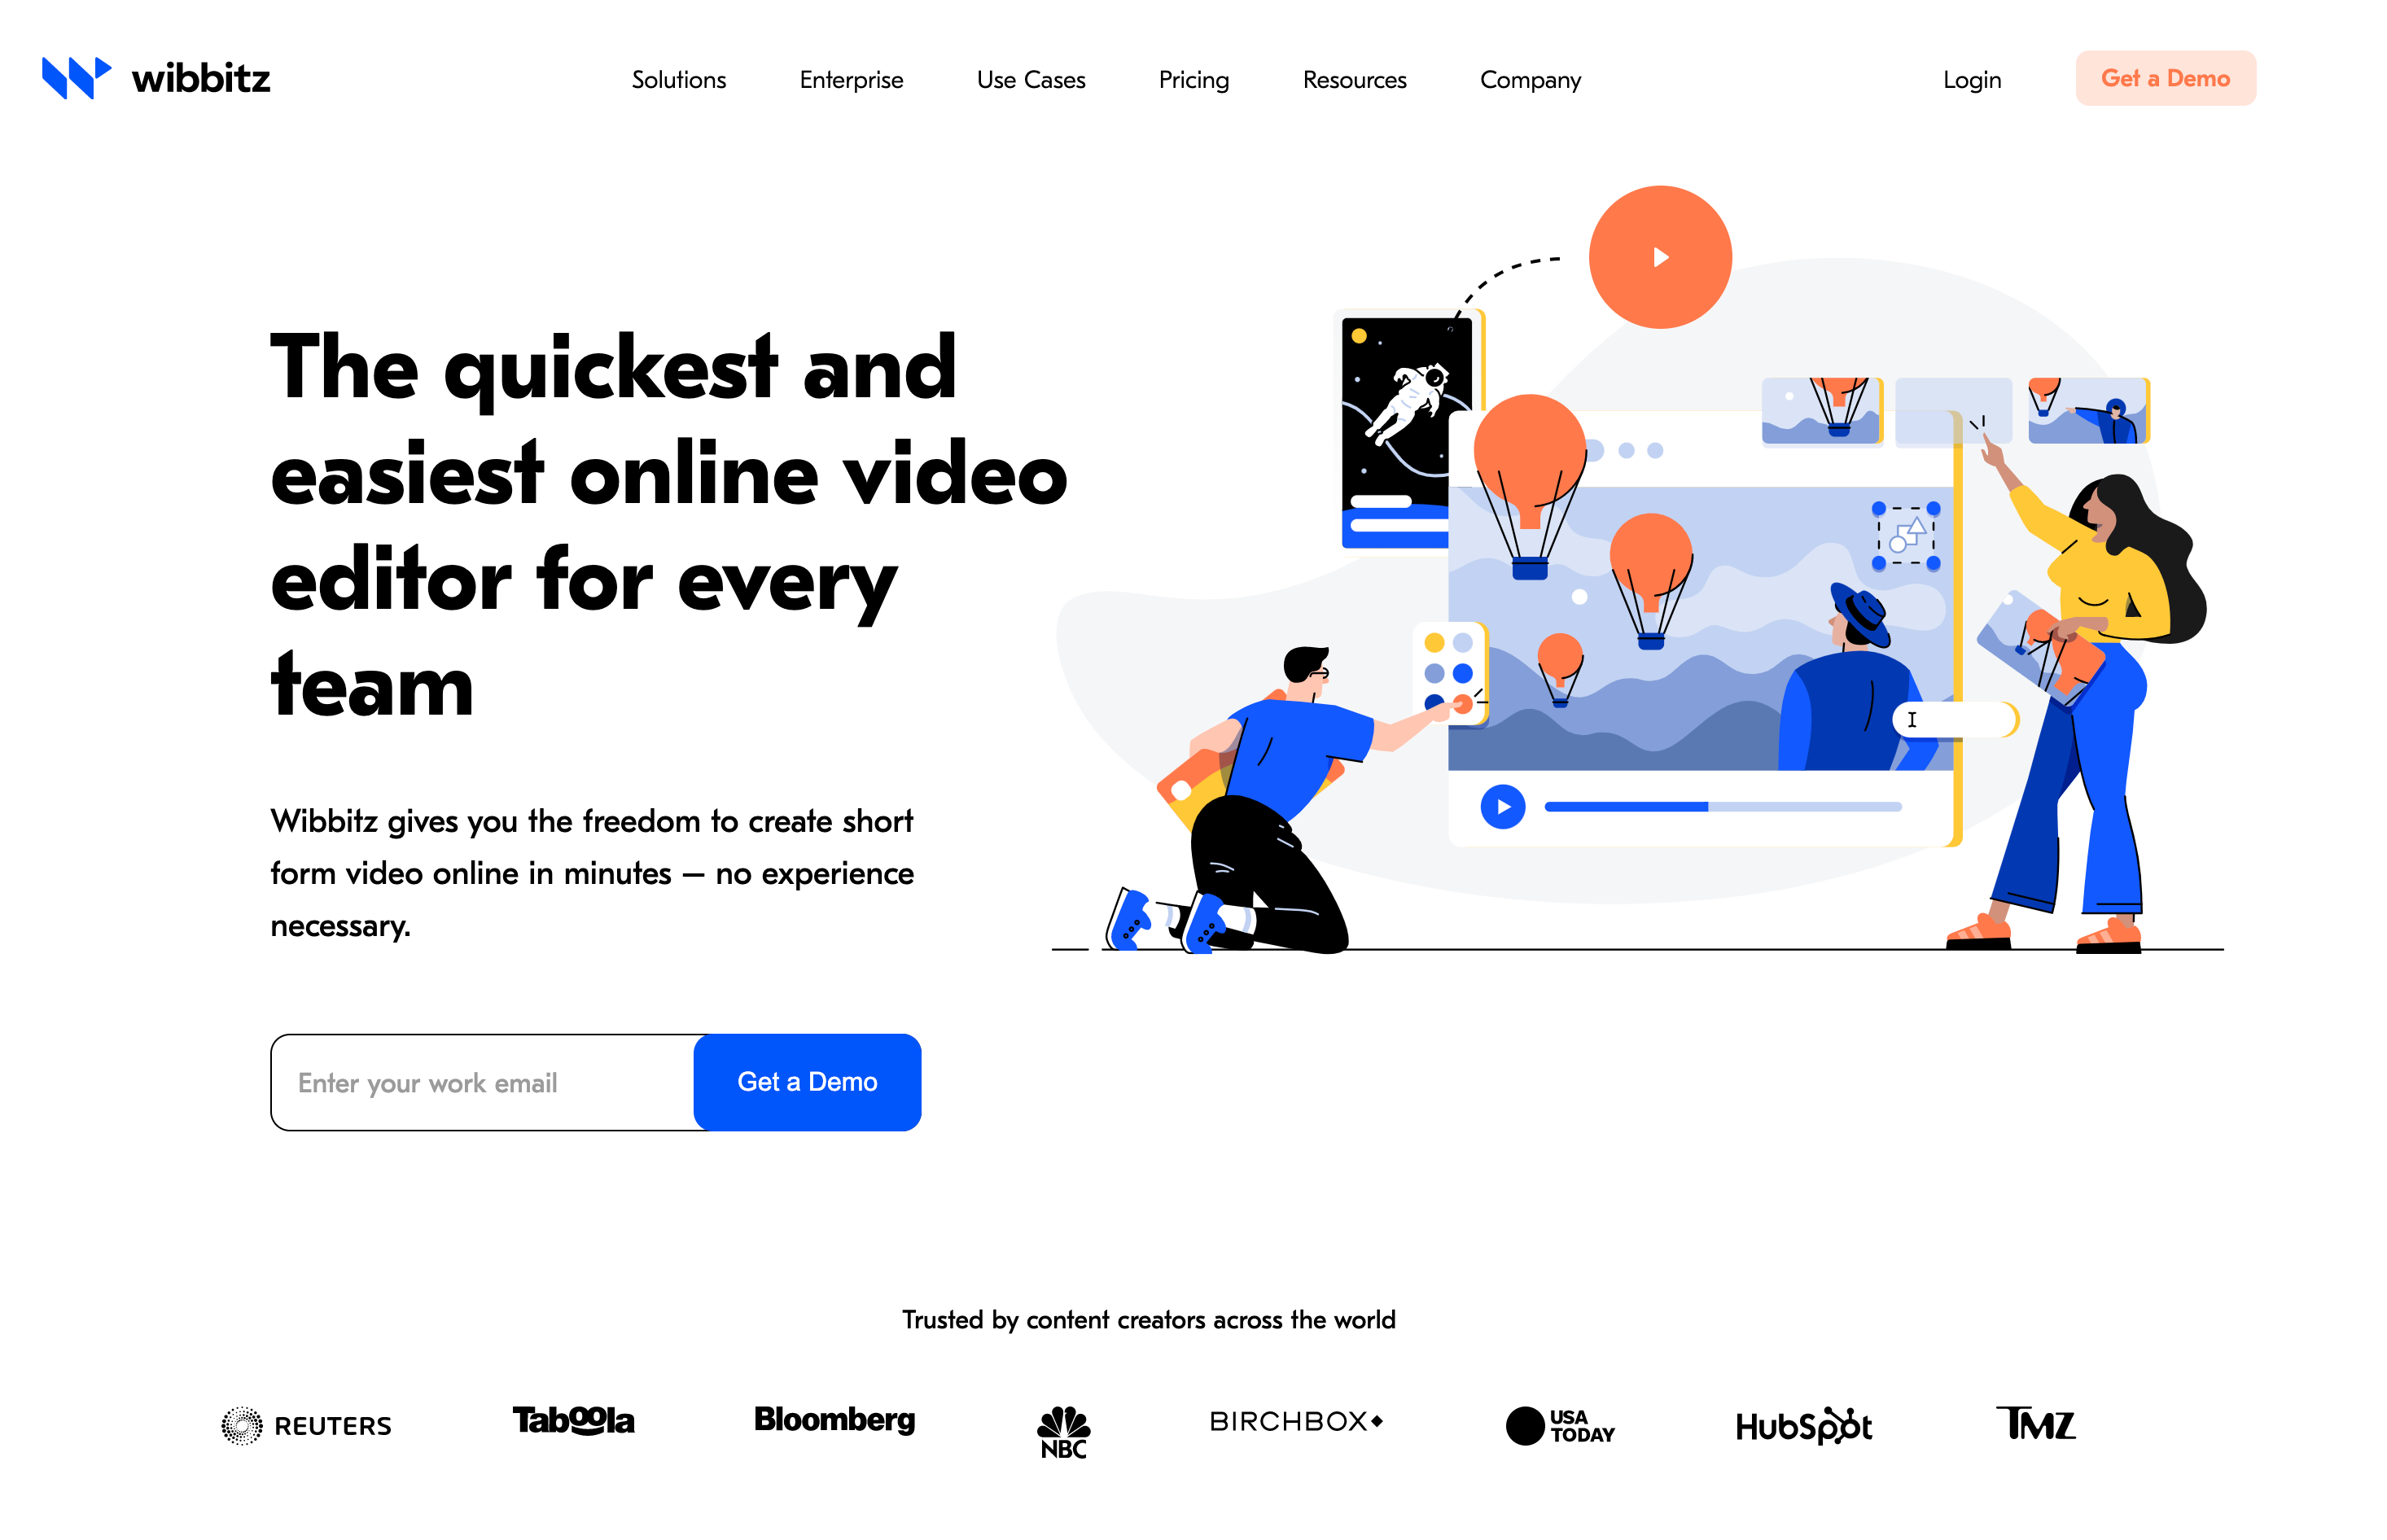 wibbitz
Solutions
Enterprise
Use Cases
Pricing
Resources
Company
Login
Get a Demo
The quickest and
easiest online video
editor for every
team
Wibbitz gives you the freedom to create short
form video online in minutes — no experience
necessary.
Enter your work email
Get a Demo
Trusted by content creators across the world
REUTERS
Taboola
Bloomberg
NBC
BIRCHBOX
USA
TODAY
HubSpot
TMZ